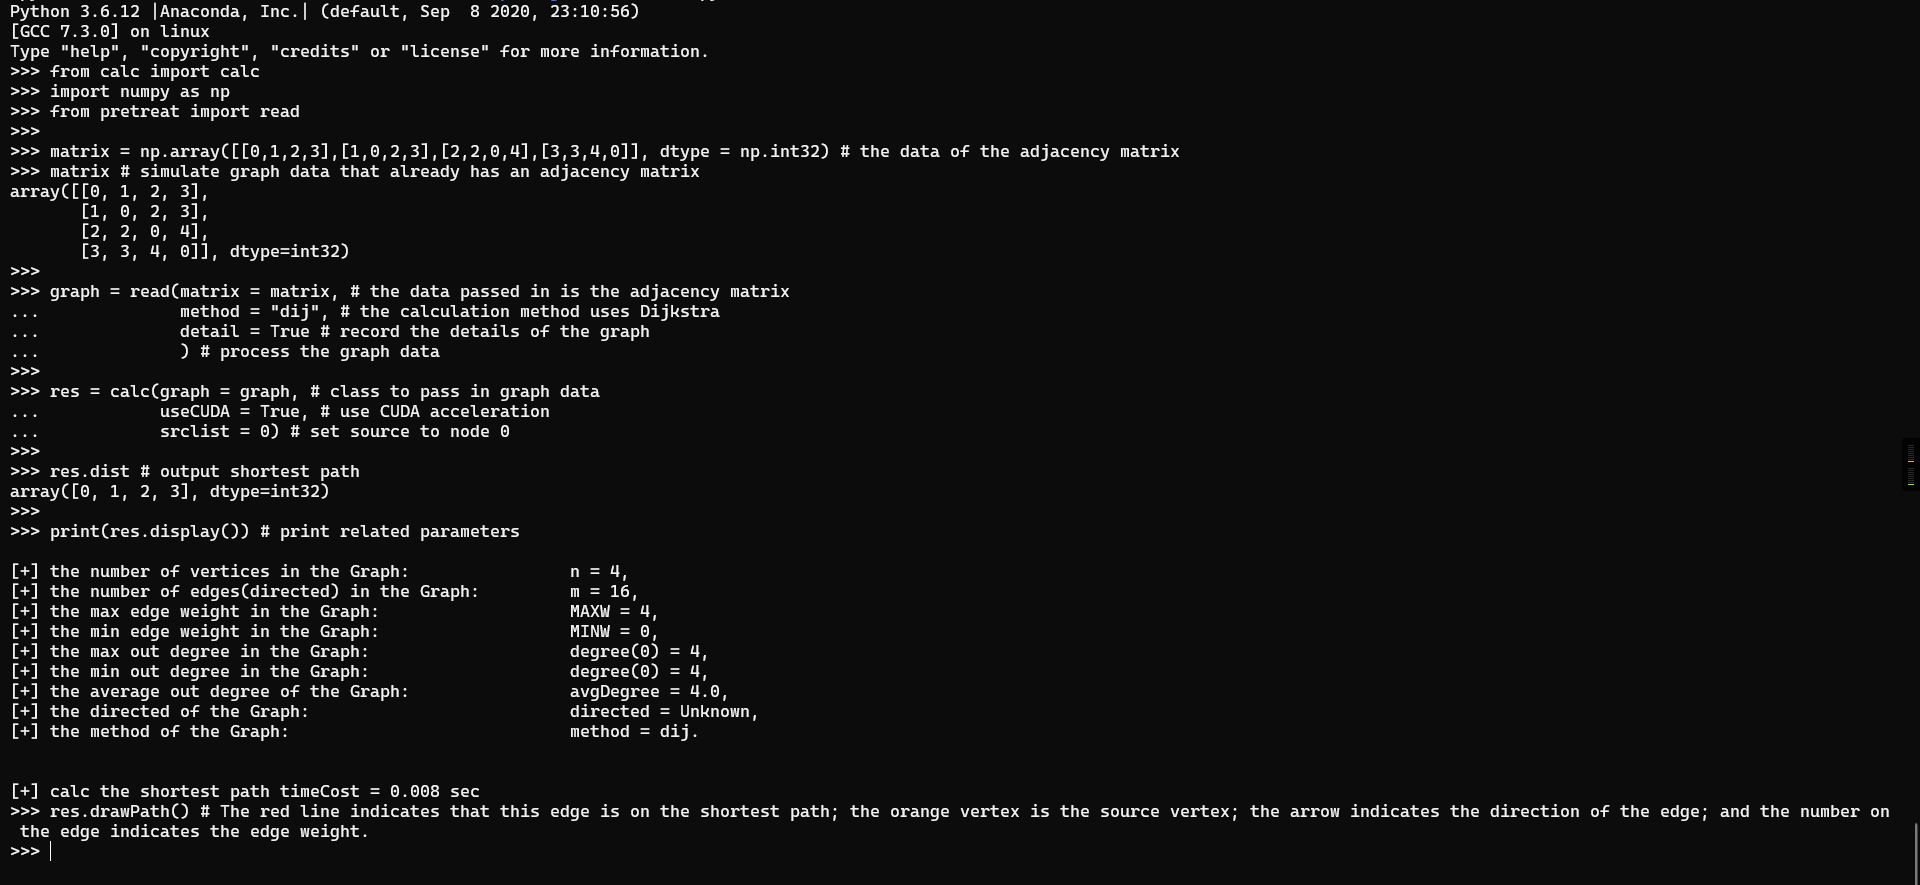 Python 3.6.12 |Anaconda, Inc.| (default, Sep  8 2020, 23:10:56)
[GCC 7.3.0] on linux
Type "help", "copyright", "credits" or "license" for more information.
>>> from calc import calc
>>> import numpy as np
>>> from pretreat import read
>>>
>>> matrix = np.array([[0,1,2,3],[1,0,2,3],[2,2,0,4],[3,3,4,0]], dtype = np.int32) # the data of the adjacency matrix
>>> matrix # simulate graph data that already has an adjacency matrix
array([[0, 1, 2, 3],
       [1, 0, 2, 3],
       [2, 2, 0, 4],
       [3, 3, 4, 0]], dtype=int32)
>>>
>>> graph = read(matrix = matrix, # the data passed in is the adjacency matrix
...              method = "dij", # the calculation method uses Dijkstra
...              detail = True # record the details of the graph
...              ) # process the graph data
>>>
>>> res = calc(graph = graph, # class to pass in graph data
...            useCUDA = True, # use CUDA acceleration
...            srclist = 0) # set source to node 0
>>>
>>> res.dist # output shortest path
array([0, 1, 2, 3], dtype=int32)
>>>
>>> print(res.display()) # print related parameters

[+] the number of vertices in the Graph:                n = 4,
[+] the number of edges(directed) in the Graph:         m = 16,
[+] the max edge weight in the Graph:                   MAXW = 4,
[+] the min edge weight in the Graph:                   MINW = 0,
[+] the max out degree in the Graph:                    degree(0) = 4,
[+] the min out degree in the Graph:                    degree(0) = 4,
[+] the average out degree of the Graph:                avgDegree = 4.0,
[+] the directed of the Graph:                          directed = Unknown,
[+] the method of the Graph:                            method = dij.

[+] calc the shortest path timeCost = 0.008 sec
>>> res.drawPath() # The red line indicates that this edge is on the shortest path; the orange vertex is the source vertex; the arrow indicates the direction of the edge; and the number on
 the edge indicates the edge weight.
>>>